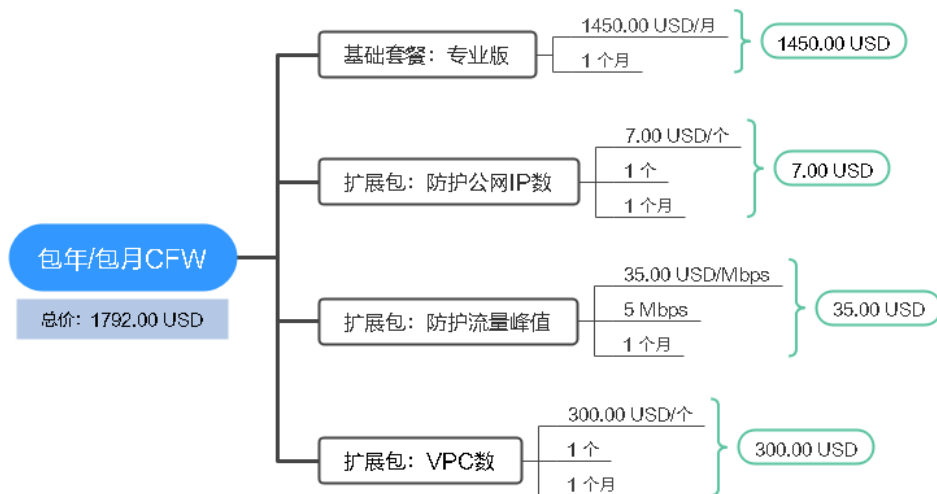 包年/包月CFW
总价：1792.00 USD
基础套餐：专业版
1450.00 USD/月
1 个月
1450.00 USD
扩展包：防护公网IP数
7.00 USD/个
1 个
1 个月
7.00 USD
扩展包：防护流量峰值
35.00 USD/Mbps
5 Mbps
1 个月
35.00 USD
扩展包：VPC数
300.00 USD/个
1 个
1 个月
300.00 USD